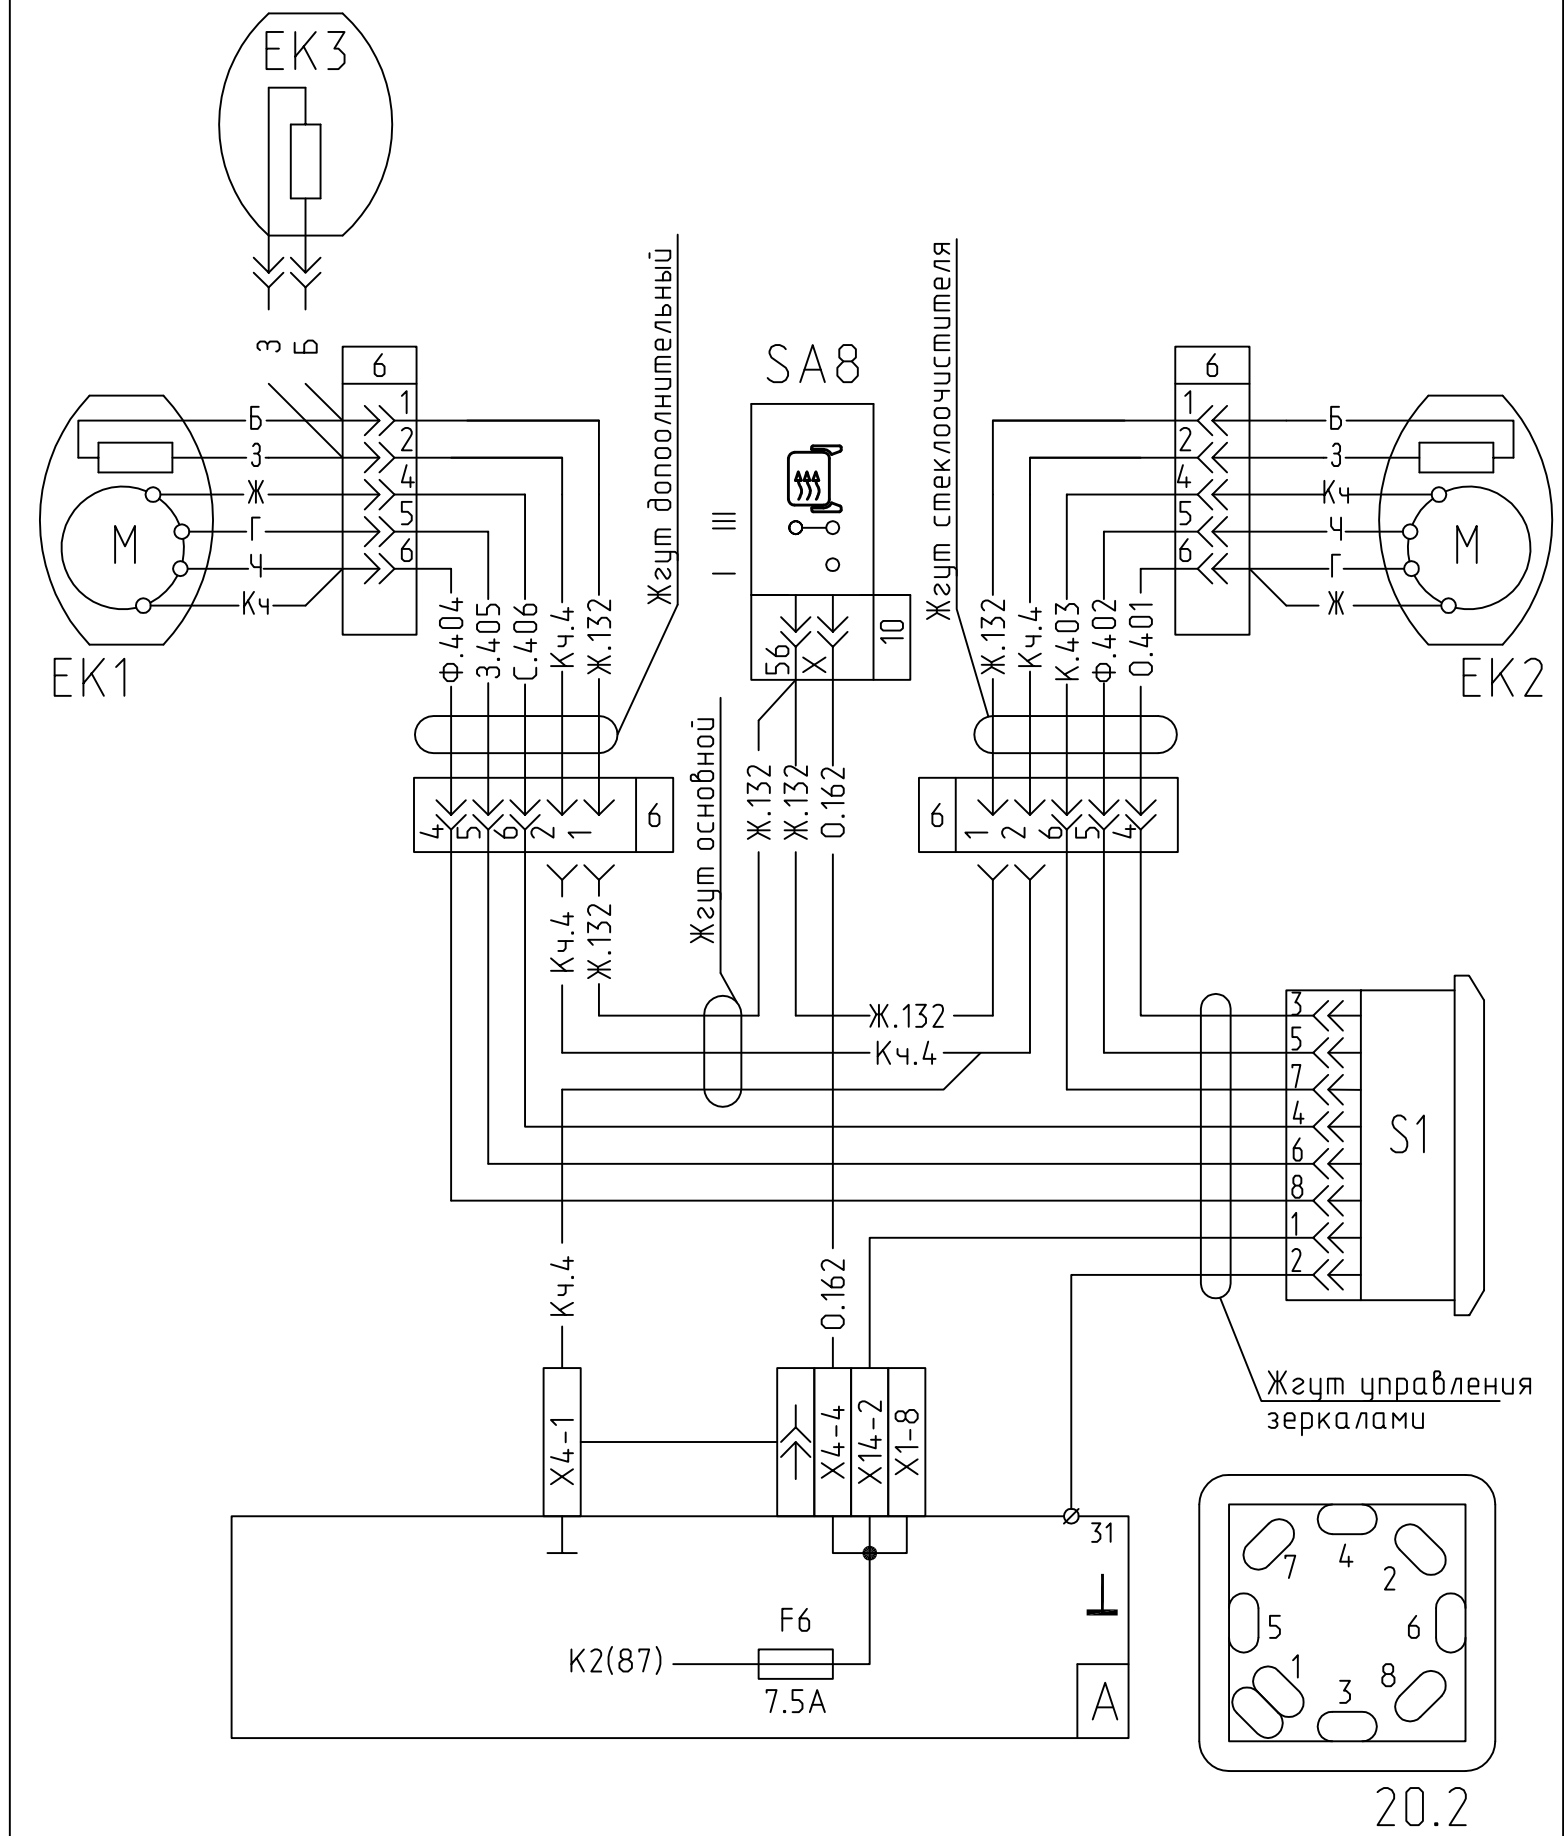 EK3
З
Б
6
1
2
4
5
6
Б
З
Ж
Г
Ч
Кч
M
EK1
Ф.404
З.405
С.406
Кч.4
Ж.132
Жгут допоолнительный
SA8
I
III
56
X
10
Жгут стеклоочистителя
Ж.132
Кч.4
К.403
Ф.402
О.401
6
1
2
4
5
6
Б
З
Кч
Ч
Г
Ж
M
EK2
4
5
6
2
1
6
Жгут основной
Ж.132
Ж.132
О.162
6
1
2
6
5
4
Кч.4
Ж.132
Ж.132
Кч.4
3
5
7
4
6
8
1
2
S1
Кч.4
О.162
Жгут управления
зеркалами
X4-1
X4-4
X14-2
X1-8
31
F6
K2(87)
7.5A
A
7
4
2
5
6
1
3
8
20.2